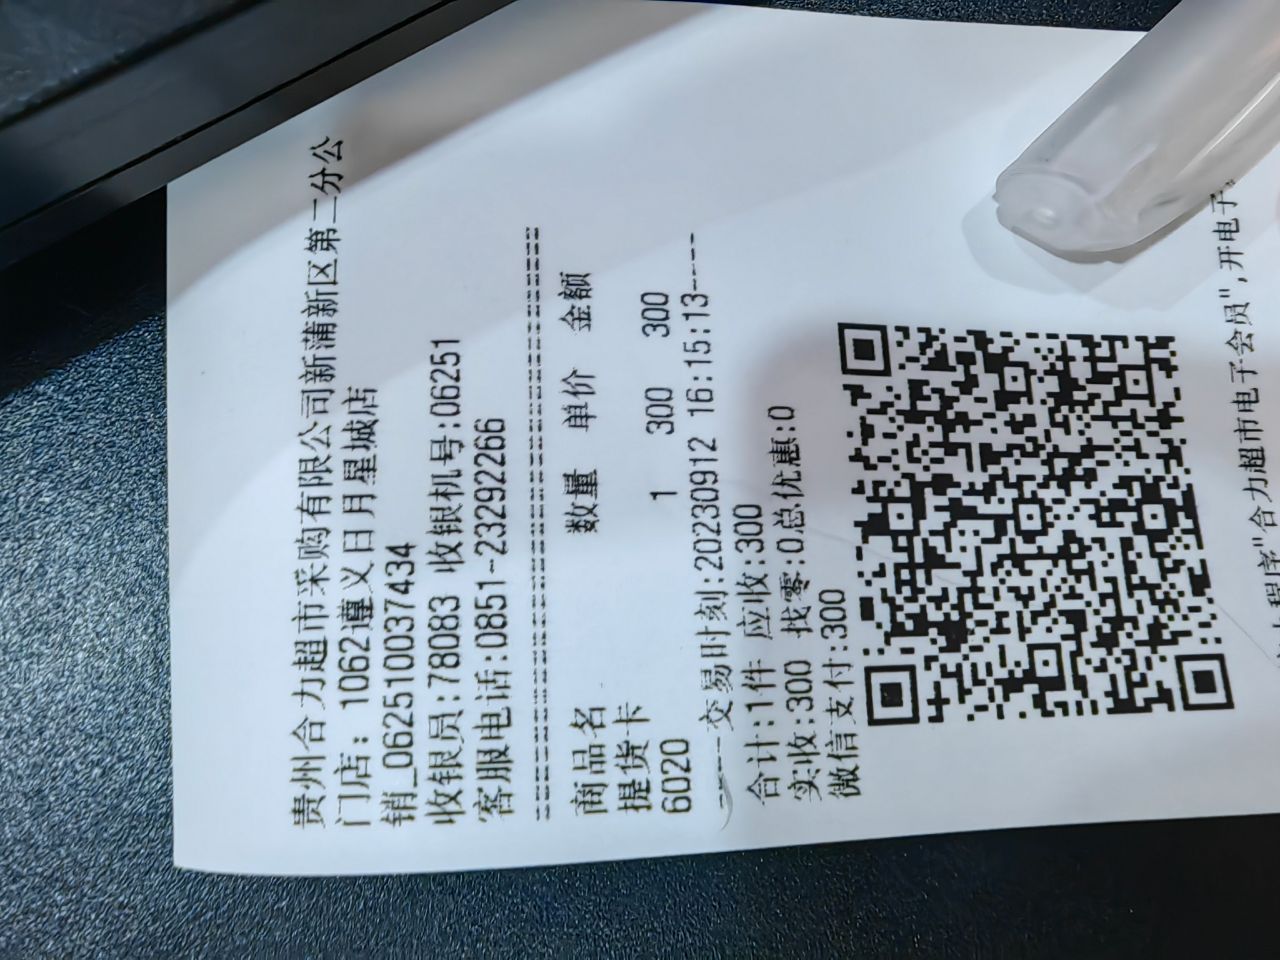 贵州合力超市采购有限公司新蒲新区第二分公
门店：1062遵义日月星城店
销_062510037434
收银员:78083 收银机号:06251
客服电话:0851-23292266
================================
商品名 数量 单价 金额
提货卡
6020 1 300 300
----交易时刻:20230912 16:15:13----
合计:1件 应收:300
实收:300 找零:0总优惠:0
微信支付:300
程序"合力超市电子会员",开电子